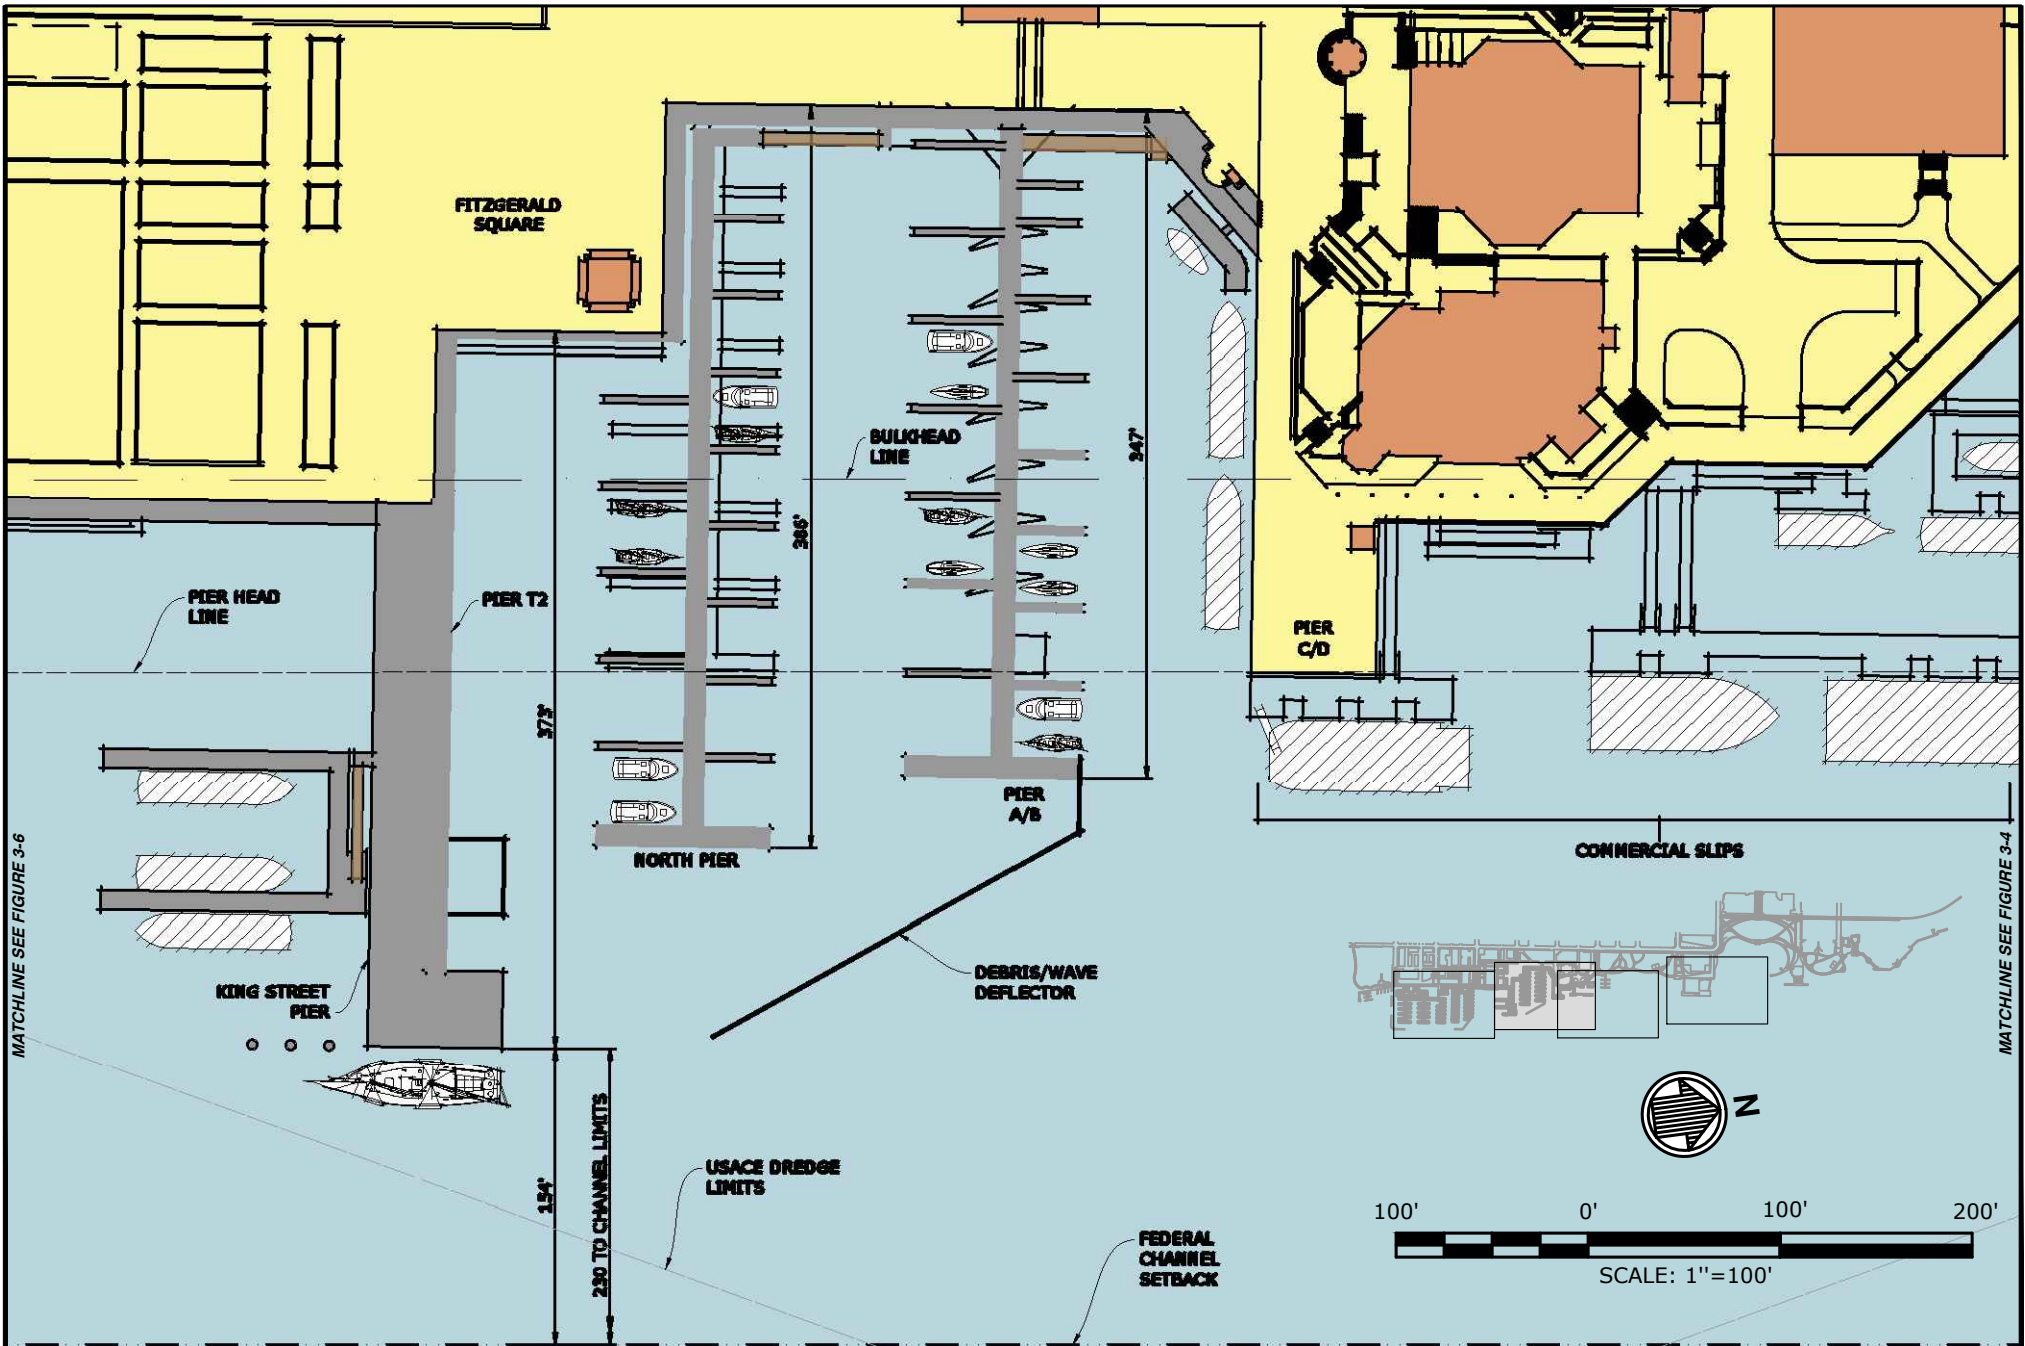 FITZGERALD
SQUARE
BULKHEAD
LINE
347'
386'
PIER HEAD
LINE
PIER T2
PIER
C/D
373'
PIER
A/B
NORTH PIER
COMMERCIAL SLIPS
MATCHLINE SEE FIGURE 3-6
MATCHLINE SEE FIGURE 3-4
DEBRIS/WAVE
DEFLECTOR
KING STREET
PIER
N
154'
230 TO CHANNEL LIMITS
USACE DREDGE
LIMITS
FEDERAL
CHANNEL
SETBACK
100' 0' 100' 200'
SCALE: 1"=100'